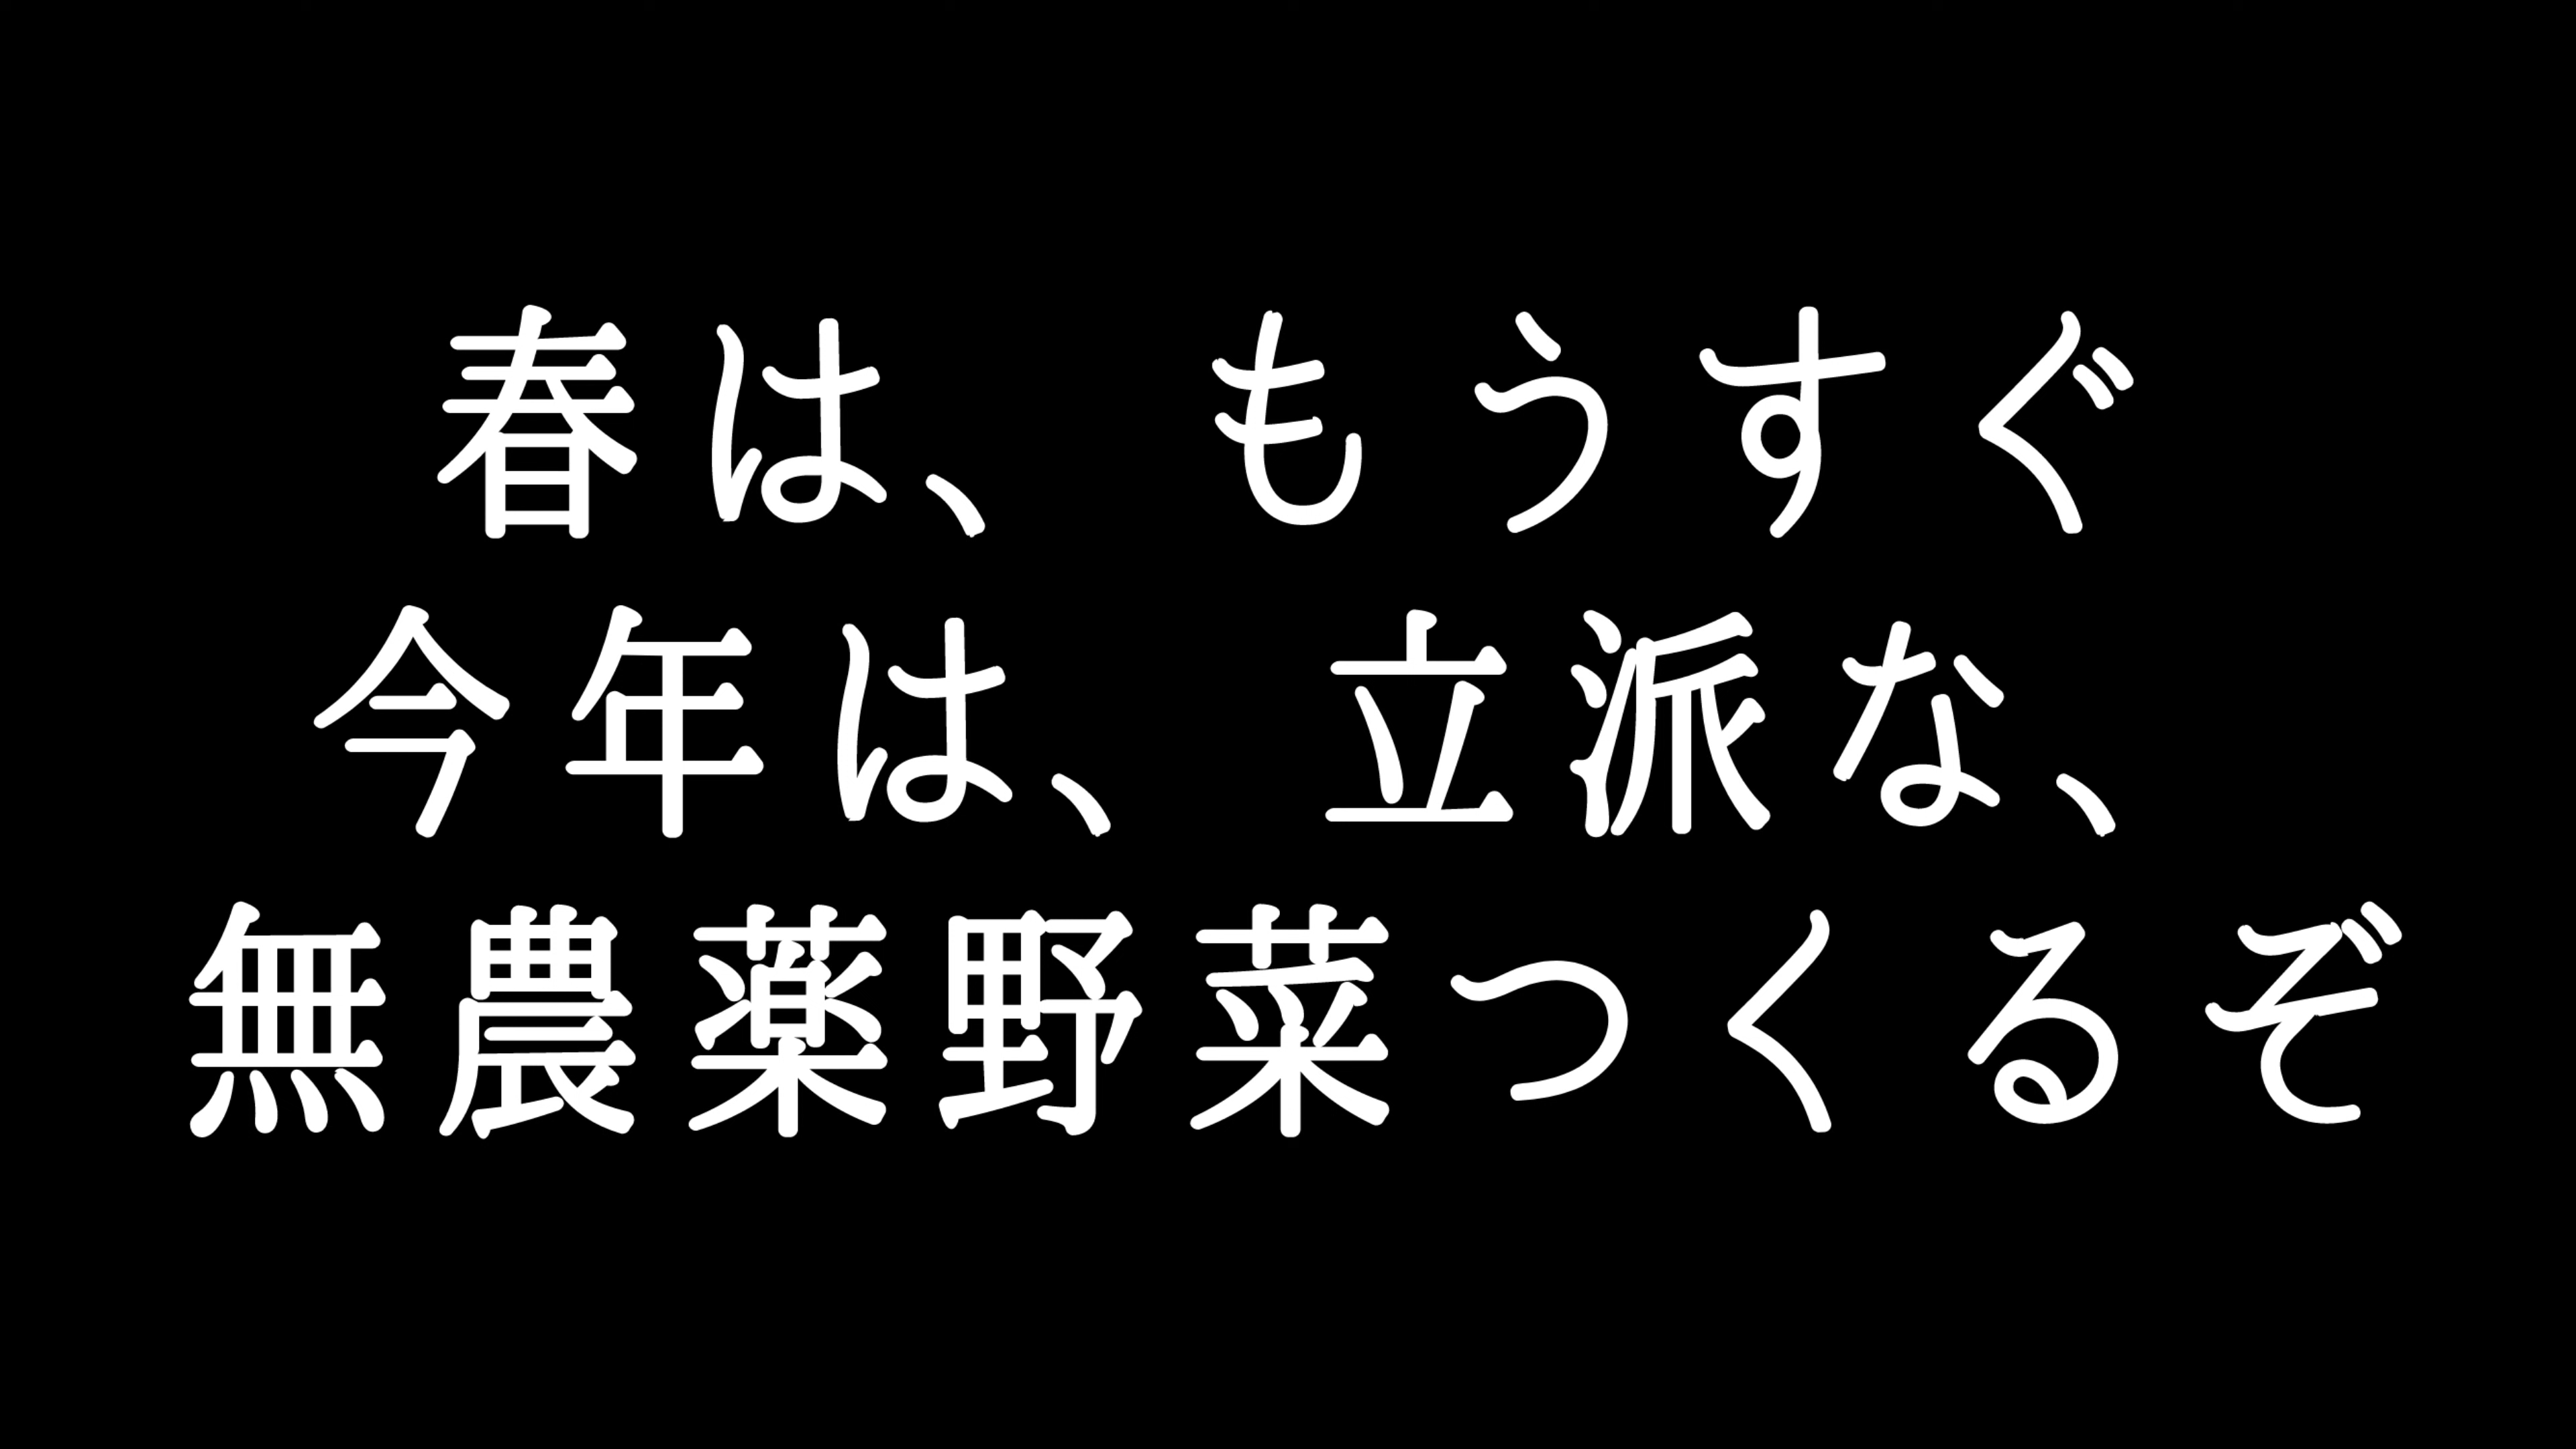 春は、 もうすぐ
今年は、 立派な、
無農薬野菜つくるぞ